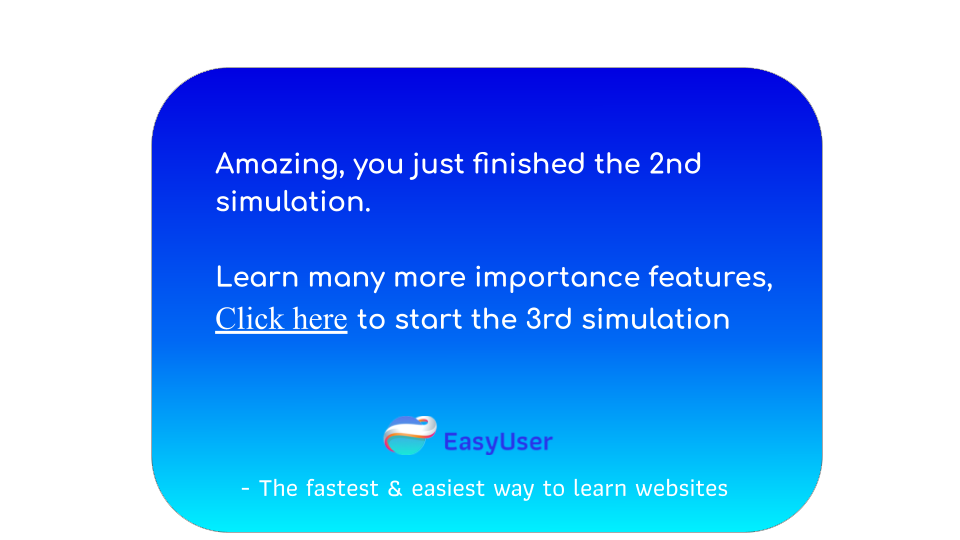 Amazing, you just finished the 2nd
simulation.
Learn many more importance features,
Click here to start the 3rd simulation
EasyUser
- The fastest & easiest way to learn websites